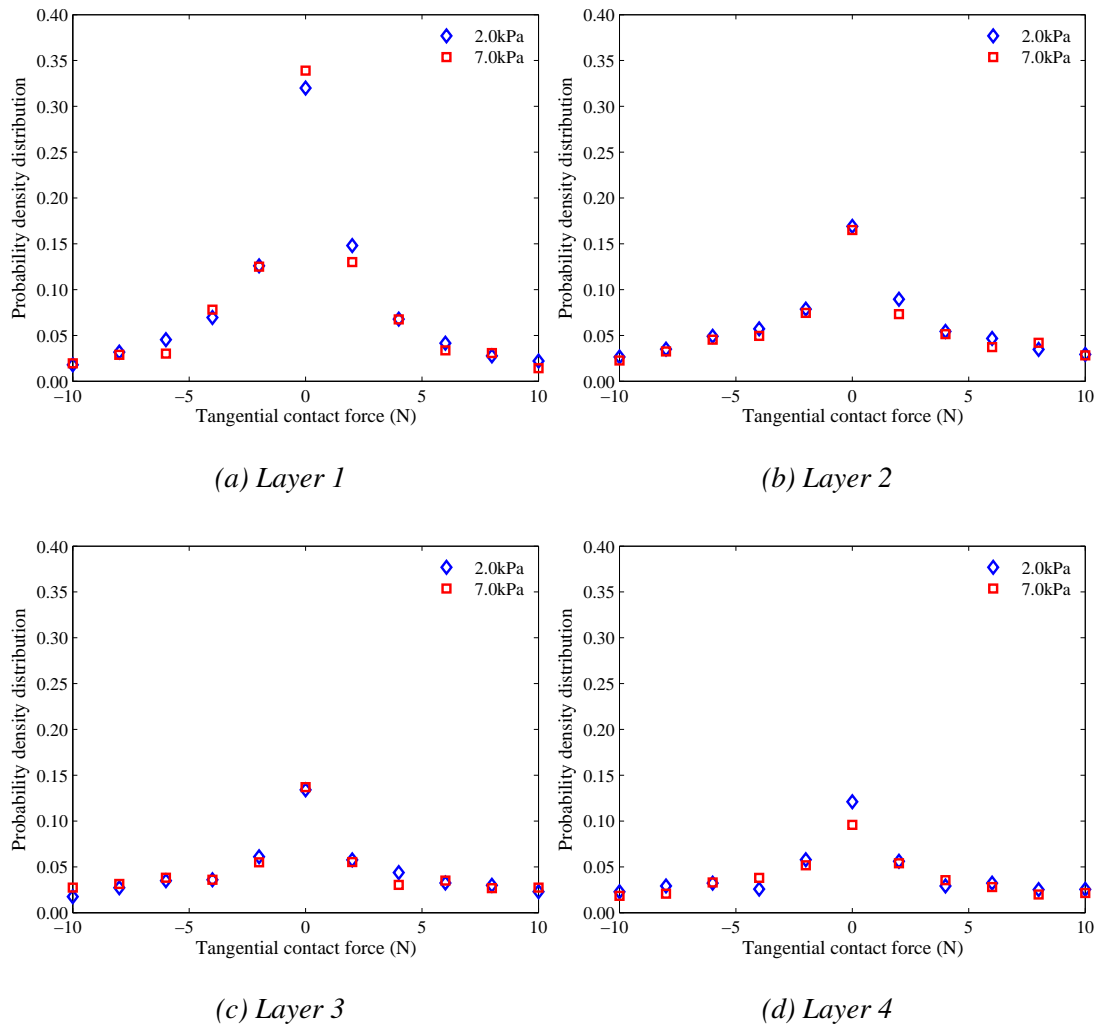 0.40
0.35
0.30
0.25
0.20
0.15
0.10
0.05
0.00
Probability density distribution
−10
−5
0
5
10
Tangential contact force (N)
2.0kPa
7.0kPa
(a) Layer 1
0.40
0.35
0.30
0.25
0.20
0.15
0.10
0.05
0.00
Probability density distribution
−10
−5
0
5
10
Tangential contact force (N)
2.0kPa
7.0kPa
(b) Layer 2
0.40
0.35
0.30
0.25
0.20
0.15
0.10
0.05
0.00
Probability density distribution
−10
−5
0
5
10
Tangential contact force (N)
2.0kPa
7.0kPa
(c) Layer 3
0.40
0.35
0.30
0.25
0.20
0.15
0.10
0.05
0.00
Probability density distribution
−10
−5
0
5
10
Tangential contact force (N)
2.0kPa
7.0kPa
(d) Layer 4